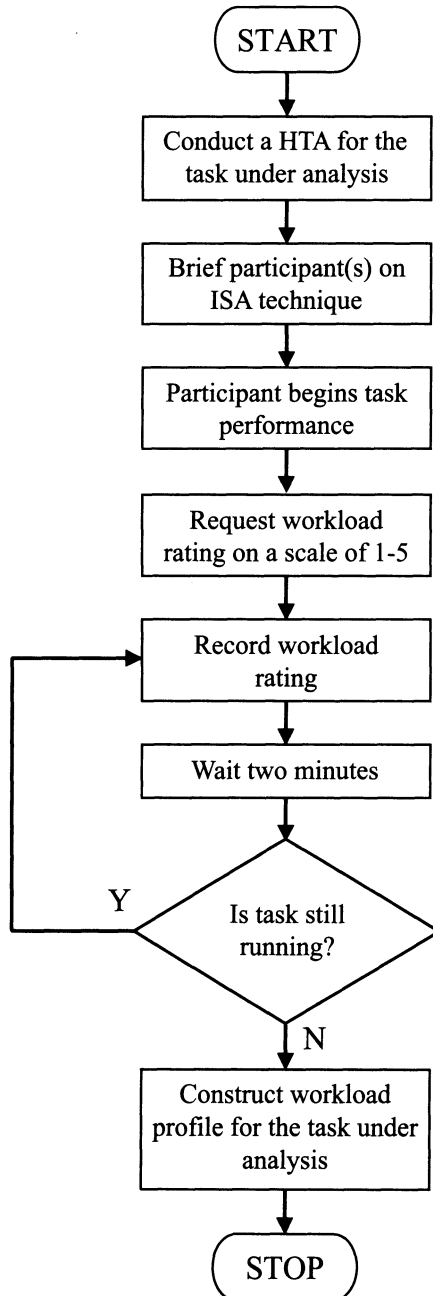 START
Conduct a HTA for the
task under analysis
Brief participant(s) on
ISA technique
Participant begins task
performance
Request workload
rating on a scale of 1-5
Record workload
rating
Wait two minutes
Y
Is task still
running?
N
Construct workload
profile for the task under
analysis
STOP